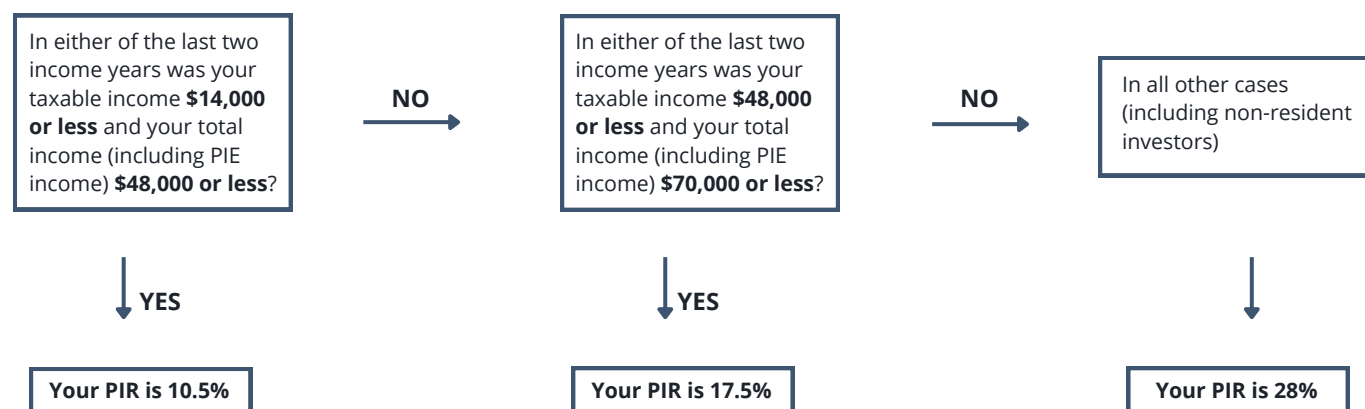 In either of the last two
income years was your
taxable income $14,000
or less and your total
income (including PIE
income) $48,000 or less?
NO
In either of the last two
income years was your
taxable income $48,000
or less and your total
income (including PIE
income) $70,000 or less?
NO
In all other cases
(including non-resident
investors)
YES
YES
Your PIR is 10.5%
Your PIR is 17.5%
Your PIR is 28%